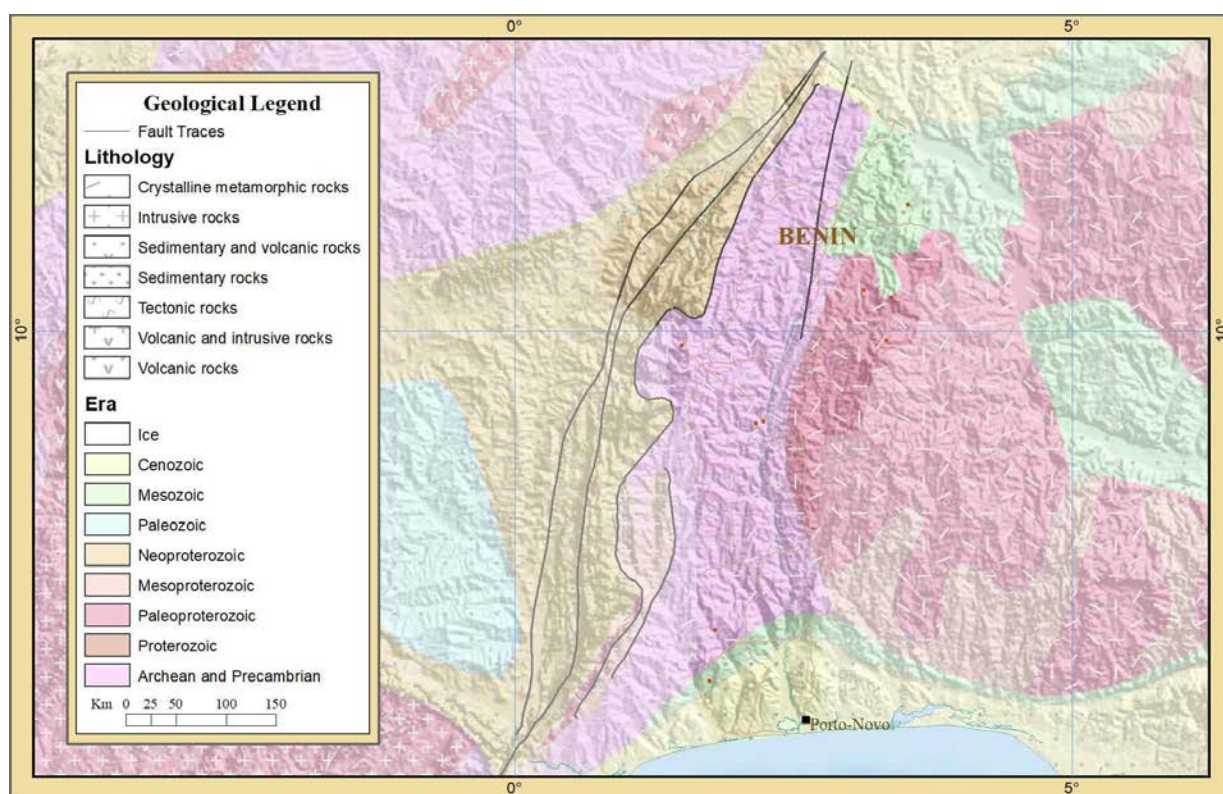 0°
5°
Geological Legend
Fault Traces
Lithology
Crystalline metamorphic rocks
Intrusive rocks
Sedimentary and volcanic rocks
Sedimentary rocks
Tectonic rocks
Volcanic and intrusive rocks
Volcanic rocks
Era
Ice
Cenozoic
Mesozoic
Paleozoic
Neoproterozoic
Mesoproterozoic
Paleoproterozoic
Proterozoic
Archean and Precambrian
Km 0 25 50 100 150
BENIN
10°
10°
Porto-Novo
0°
5°